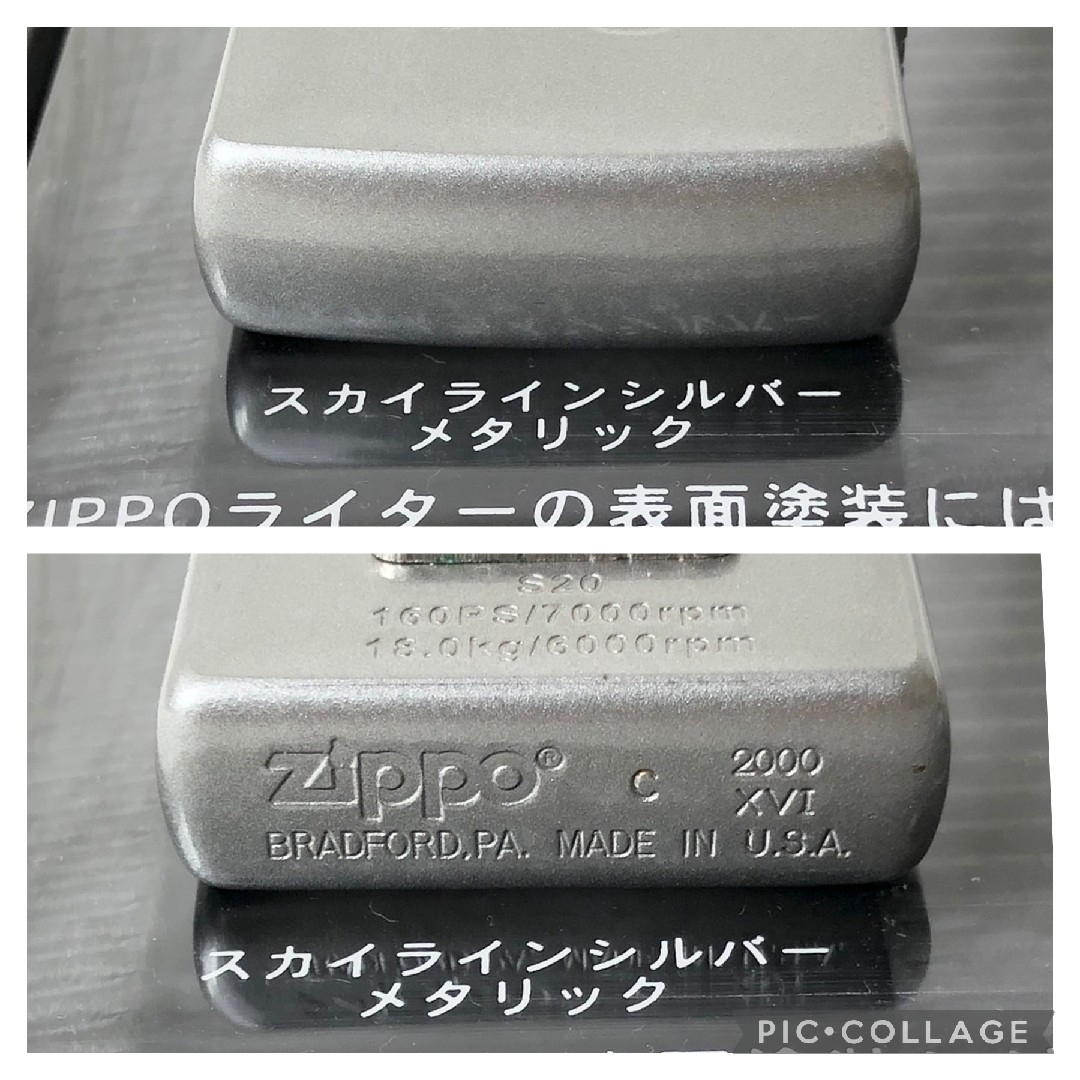 スカイラインシルバー
メタリック
ZIPPOライターの表面塗装には
S20
160PS/7000rpm
18.0kg/6000rpm
Zippo® C 2000
XVI
BRADFORD,PA. MADE IN U.S.A.
スカイラインシルバー
メタリック
PIC•COLLAGE